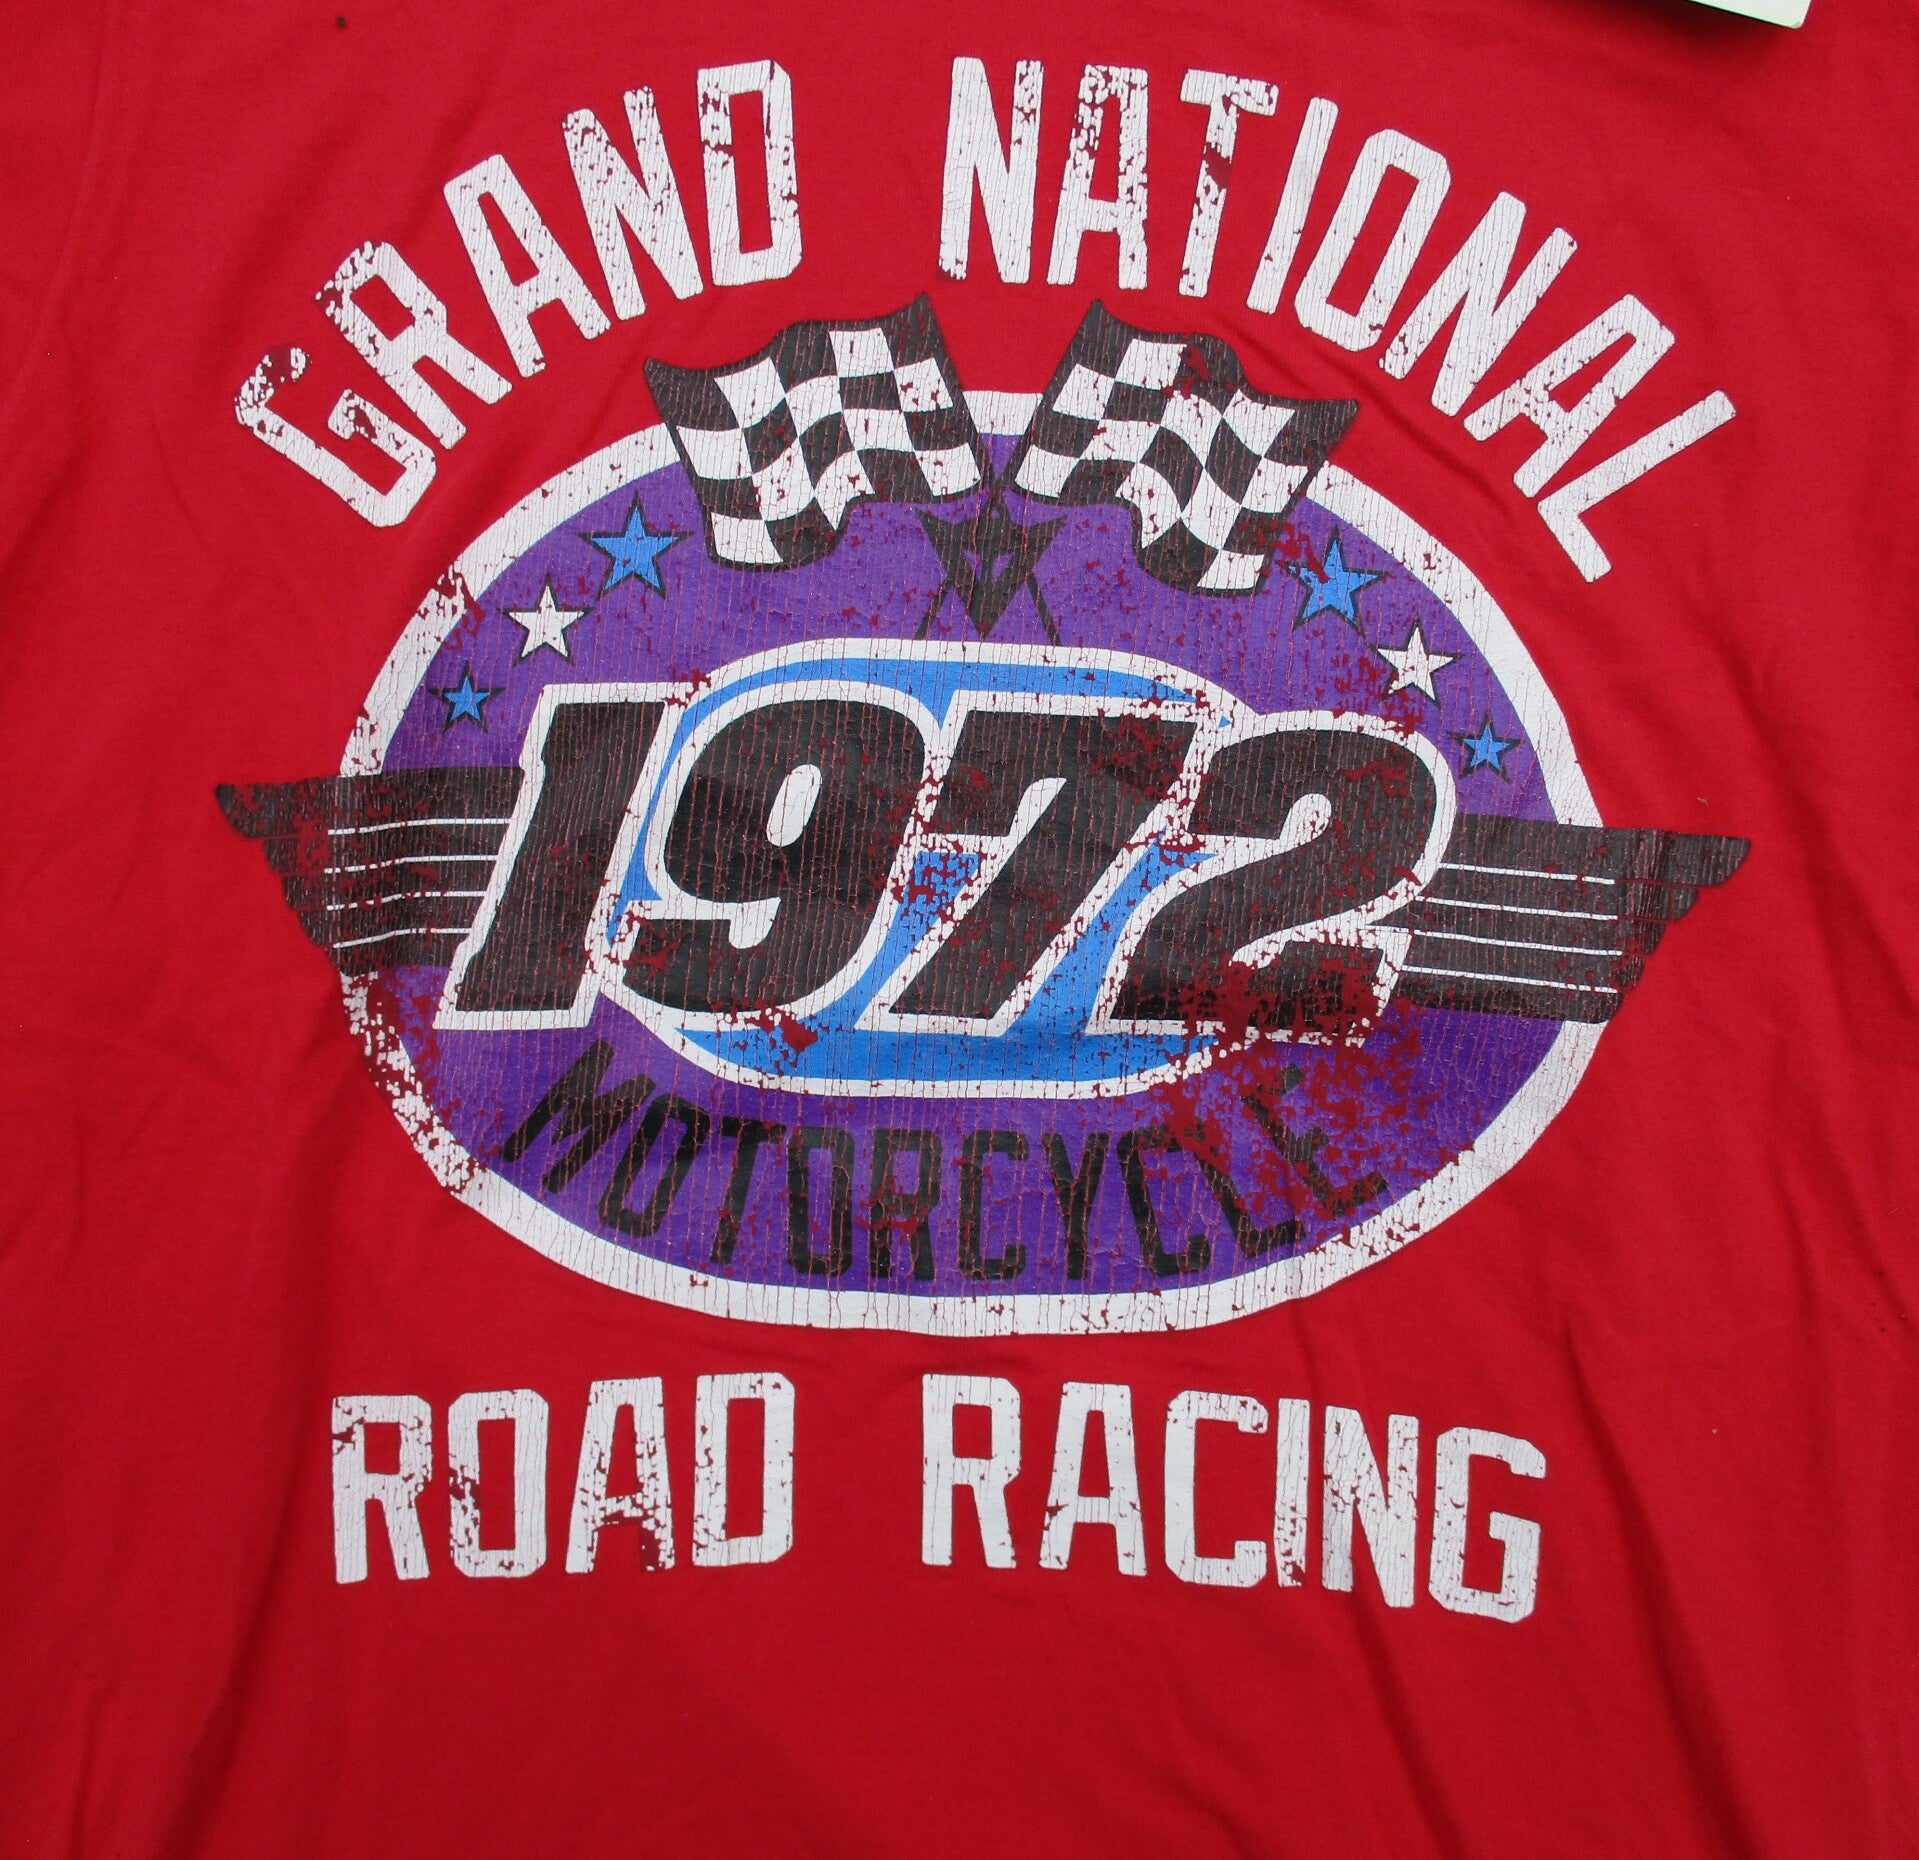 GRAND NATIONAL
1972
MOTORCYCLE
ROAD RACING